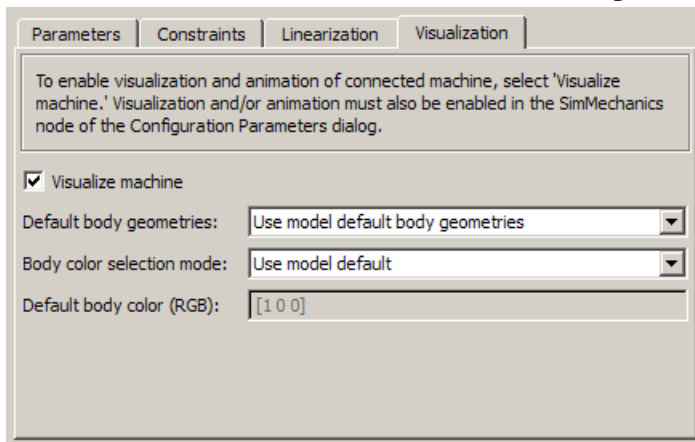 Parameters Constraints Linearization Visualization
To enable visualization and animation of connected machine, select 'Visualize
machine.' Visualization and/or animation must also be enabled in the SimMechanics
node of the Configuration Parameters dialog.
Visualize machine
Default body geometries: Use model default body geometries
Body color selection mode: Use model default
Default body color (RGB): [1 0 0]